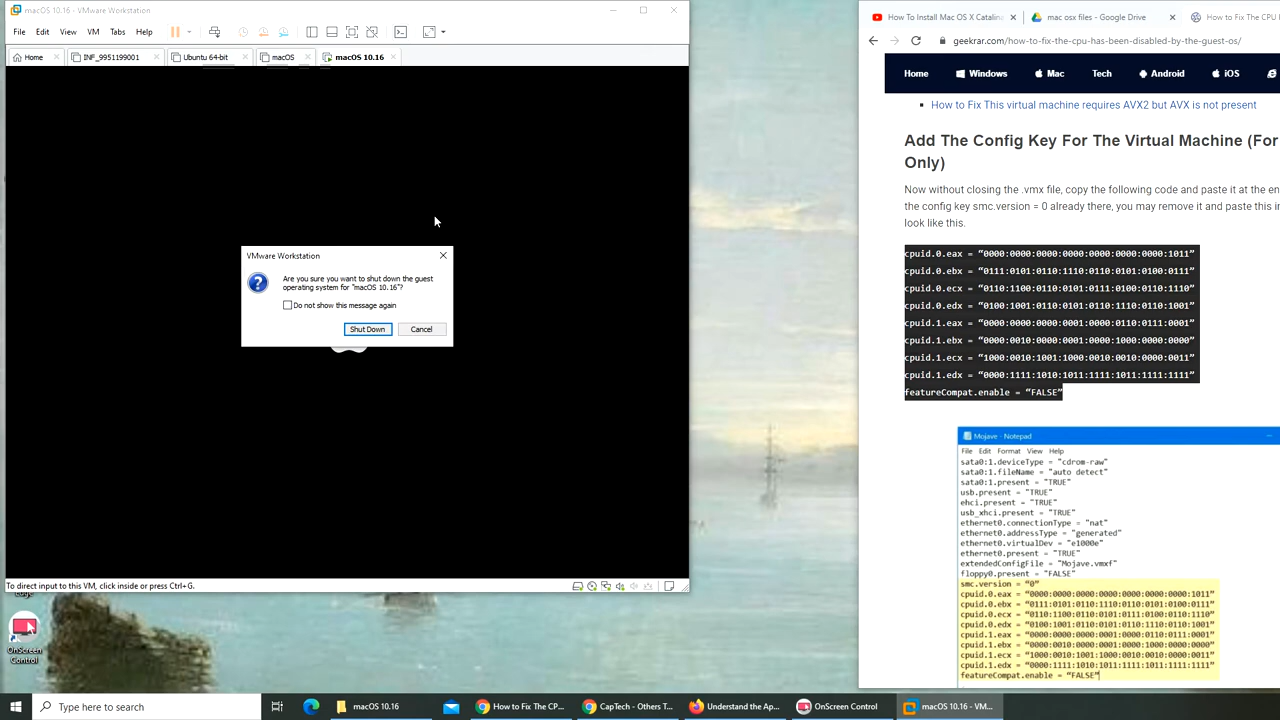 macOS 10.16 - VMware Workstation
File Edit View VM Tabs Help
Home INF_9951199001 Ubuntu 64-bit macOS macOS 10.16
VMware Workstation
Are you sure you want to shut down the guest
operating system for "macOS 10.16"?
Do not show this message again
Shut Down Cancel
To direct input to this VM, click inside or press Ctrl+G.
OnScreen
Control
How To Install Mac OS X Catalin mac osx files - Google Drive How to Fix The CPU
geekrar.com/how-to-fix-the-cpu-has-been-disabled-by-the-guest-os/
Home Windows Mac Tech Android iOS
How to Fix This virtual machine requires AVX2 but AVX is not present
Add The Config Key For The Virtual Machine (For
Only)
Now without closing the .vmx file, copy the following code and paste it at the en
the config key smc.version = 0 already there, you may remove it and paste this in
look like this.
cpuid.0.eax = “0000:0000:0000:0000:0000:0000:0000:1011”
cpuid.0.ebx = “0111:0101:0110:1110:0110:0101:0100:0111”
cpuid.0.ecx = “0110:1100:0110:0101:0111:0100:0110:1110”
cpuid.0.edx = “0100:1001:0110:0101:0110:1110:0110:1001”
cpuid.1.eax = “0000:0000:0000:0001:0000:0110:0111:0001”
cpuid.1.ebx = “0000:0010:0000:0001:0000:1000:0000:0000”
cpuid.1.ecx = “1000:0010:1001:1000:0010:0010:0000:0011”
cpuid.1.edx = “0000:1111:1010:1011:1111:1011:1111:1111”
featureCompat.enable = “FALSE”
Mojave - Notepad
File Edit Format View Help
sata0:1.deviceType = "cdrom-raw"
sata0:1.fileName = "auto detect"
sata0:1.present = "TRUE"
usb.present = "TRUE"
ehci.present = "TRUE"
usb_xhci.present = "TRUE"
ethernet0.connectionType = "nat"
ethernet0.addressType = "generated"
ethernet0.virtualDev = "e1000e"
ethernet0.present = "TRUE"
extendedConfigFile = "Mojave.vmxf"
floppy0.present = "FALSE"
smc.version = “0”
cpuid.0.eax = “0000:0000:0000:0000:0000:0000:0000:1011”
cpuid.0.ebx = “0111:0101:0110:1110:0110:0101:0100:0111”
cpuid.0.ecx = “0110:1100:0110:0101:0111:0100:0110:1110”
cpuid.0.edx = “0100:1001:0110:0101:0110:1110:0110:1001”
cpuid.1.eax = “0000:0000:0000:0001:0000:0110:0111:0001”
cpuid.1.ebx = “0000:0010:0000:0001:0000:1000:0000:0000”
cpuid.1.ecx = “1000:0010:1001:1000:0010:0010:0000:0011”
cpuid.1.edx = “0000:1111:1010:1011:1111:1011:1111:1111”
featureCompat.enable = “FALSE”
Type here to search macOS 10.16 How to Fix The CP... CapTech - Others T... Understand the Ap... OnScreen Control macOS 10.16 - VM...